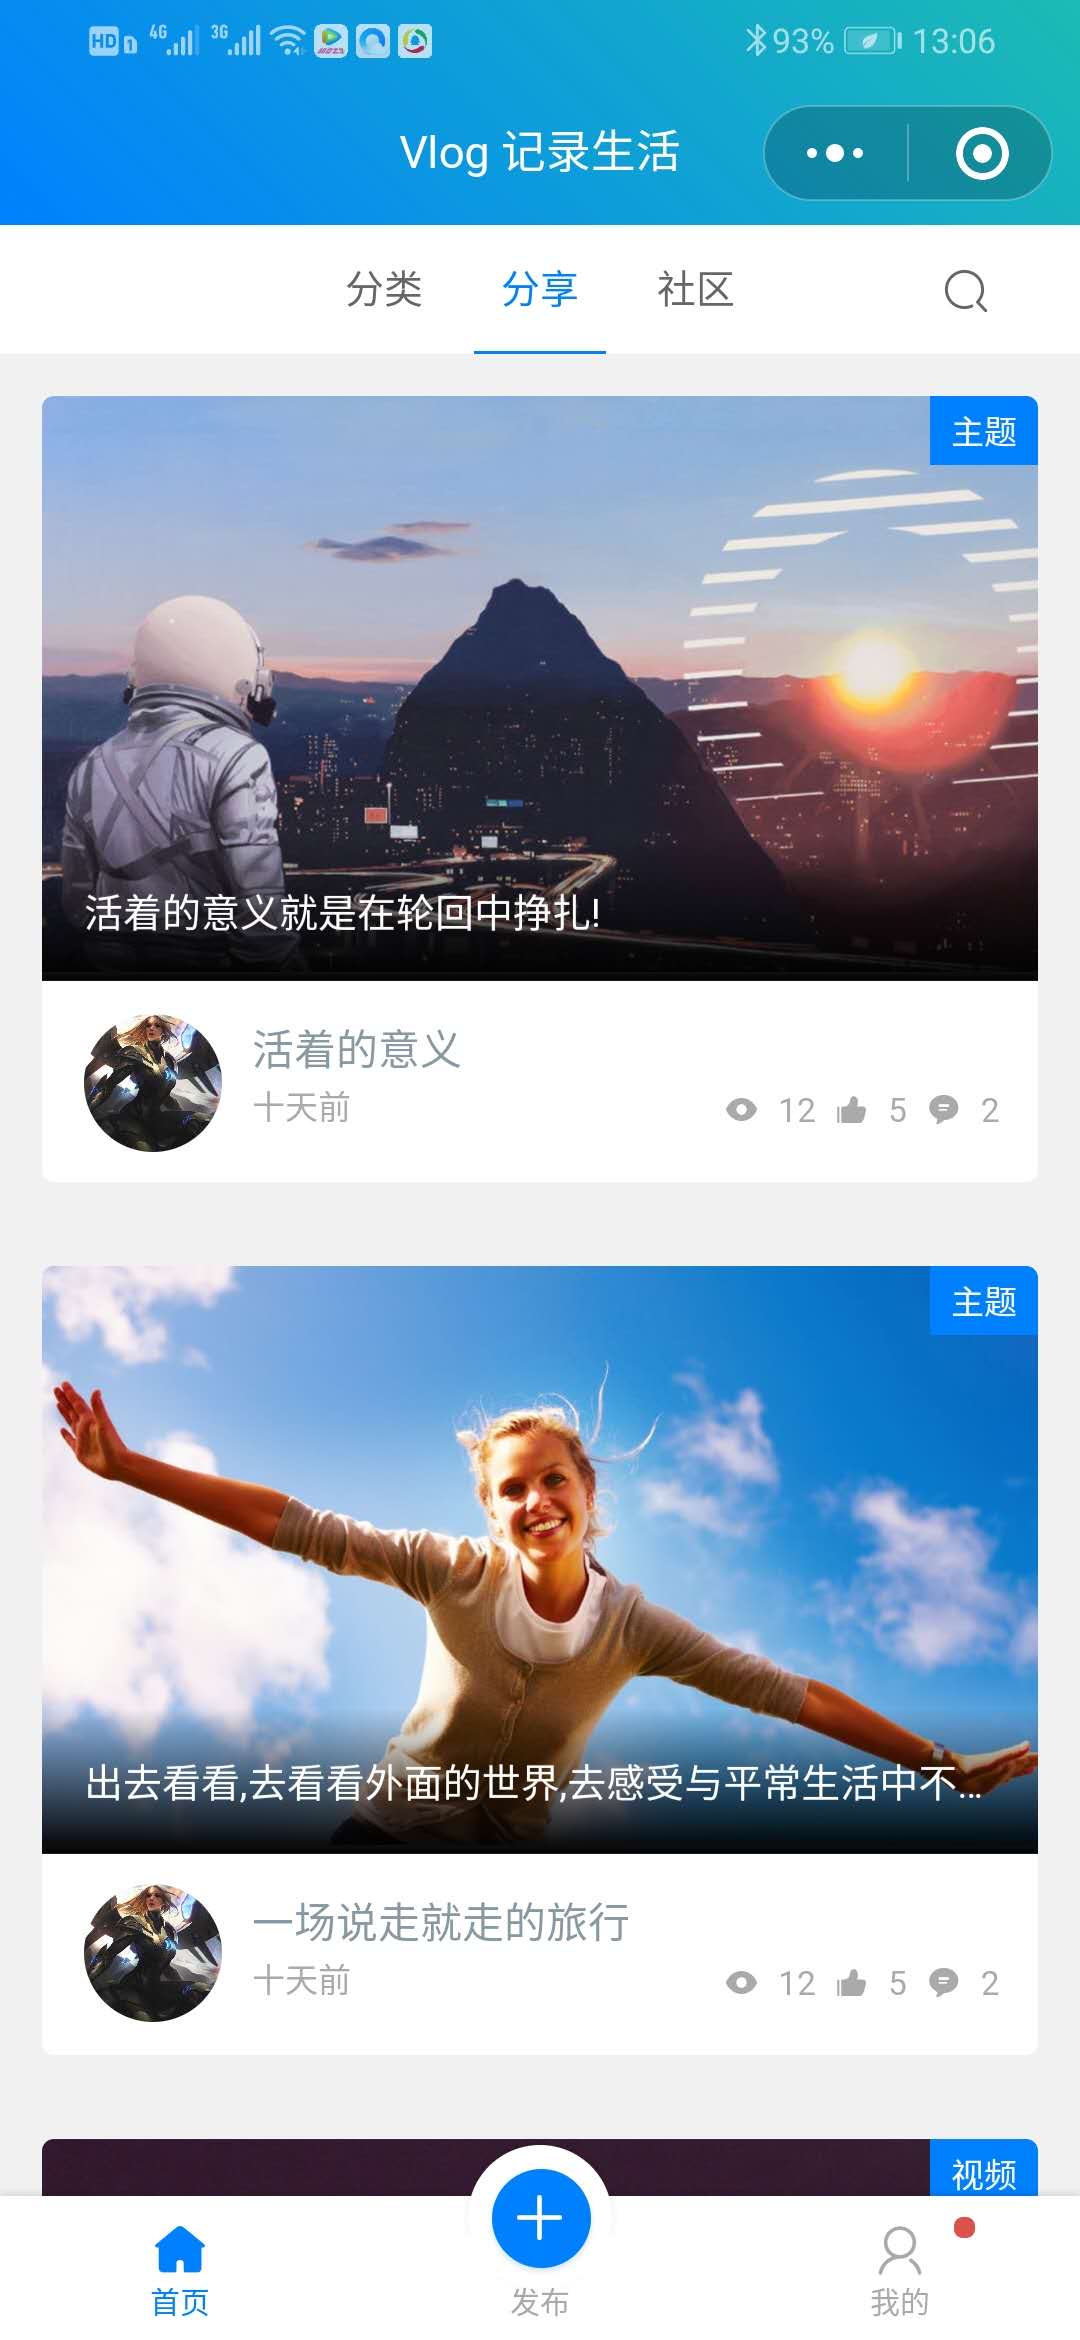 HD 1 4G 3G 93% 13:06
Vlog 记录生活
分类 分享 社区
主题
活着的意义就是在轮回中挣扎!
活着的意义
十天前 12 5 2
主题
出去看看,去看看外面的世界,去感受与平常生活中不...
一场说走就走的旅行
十天前 12 5 2
视频
首页 发布 我的